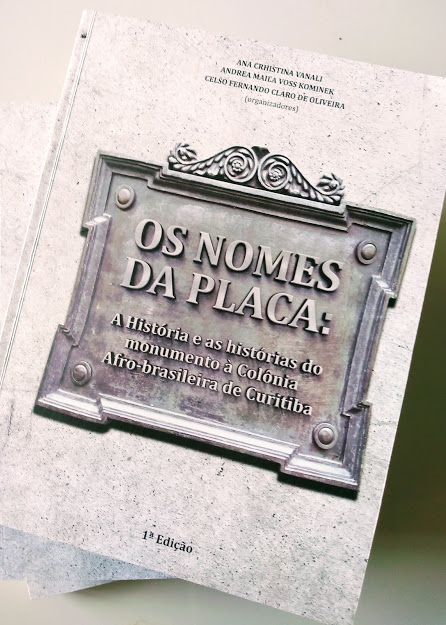 ANA CRHISTINA VANALI
ANDREA MAILA VOSS KOMINEK
CELSO FERNANDO CLARO DE OLIVEIRA
(organizadores)
OS NOMES
DA PLACA:
A História e as histórias do
monumento à Colônia
Afro-brasileira de Curitiba
1ª Edição